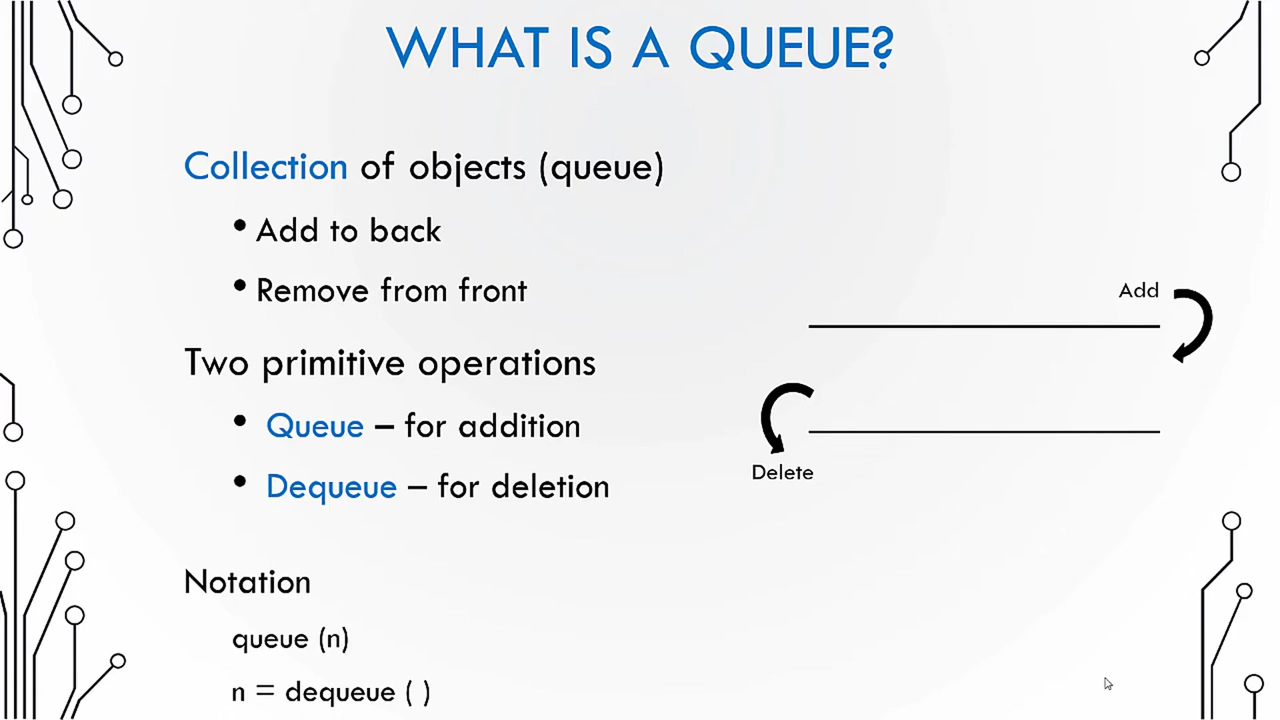 WHAT IS A QUEUE?
Collection of objects (queue)
• Add to back
• Remove from front
Two primitive operations
• Queue – for addition
• Dequeue – for deletion
Notation
queue (n)
n = dequeue ( )
Add
Delete